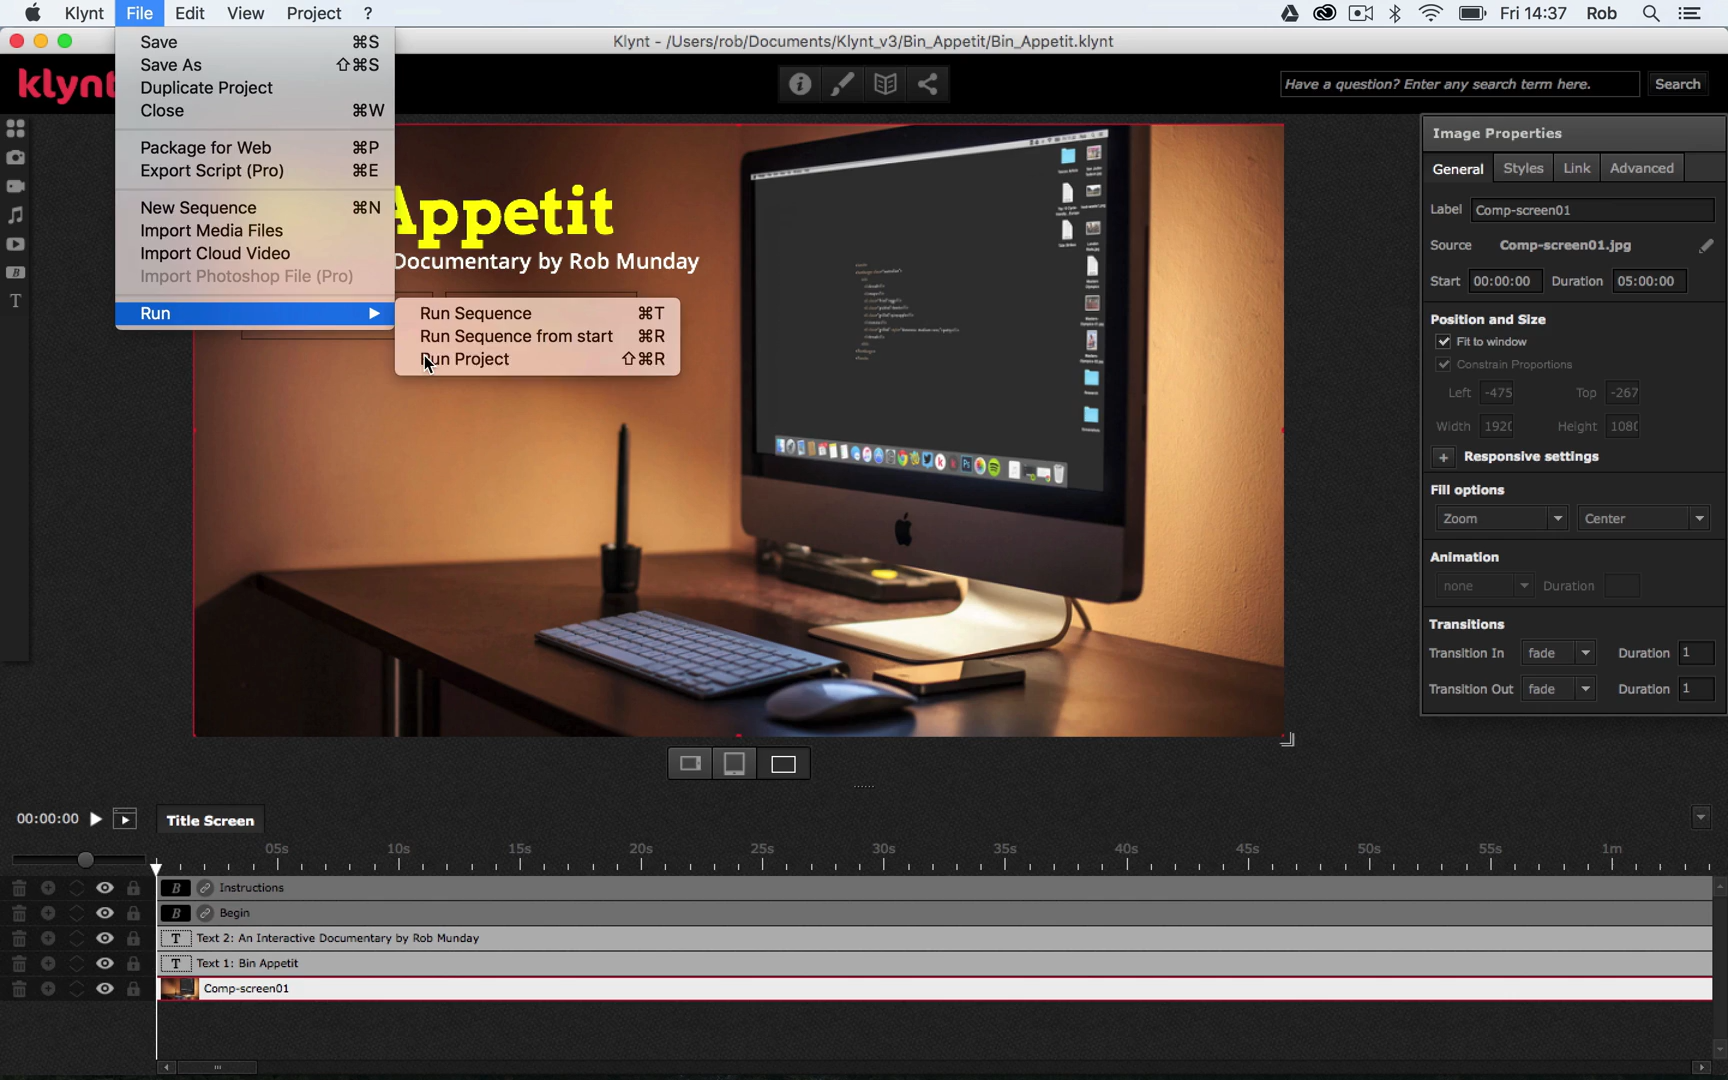 Klynt File Edit View Project ?
Fri 14:37 Rob
Klynt - /Users/rob/Documents/Klynt_v3/Bin_Appetit/Bin_Appetit.klynt
klynt
Have a question? Enter any search term here. Search
Save ⌘S
Save As ⇧⌘S
Duplicate Project
Close ⌘W
Package for Web ⌘P
Export Script (Pro) ⌘E
New Sequence ⌘N
Import Media Files
Import Cloud Video
Import Photoshop File (Pro)
Run
Run Sequence ⌘T
Run Sequence from start ⌘R
Run Project ⇧⌘R
Appetit
Documentary by Rob Munday
B
T
Image Properties
General Styles Link Advanced
Label Comp-screen01
Source Comp-screen01.jpg
Start 00:00:00 Duration 05:00:00
Position and Size
Fit to window
Constrain Proportions
Left -475 Top -267
Width 192( Height 108(
+ Responsive settings
Fill options
Zoom Center
Animation
none Duration
Transitions
Transition In fade Duration 1
Transition Out fade Duration 1
00:00:00 Title Screen
05s 10s 15s 20s 25s 30s 35s 40s 45s 50s 55s 1m
B Instructions
B Begin
T Text 2: An Interactive Documentary by Rob Munday
T Text 1: Bin Appetit
Comp-screen01